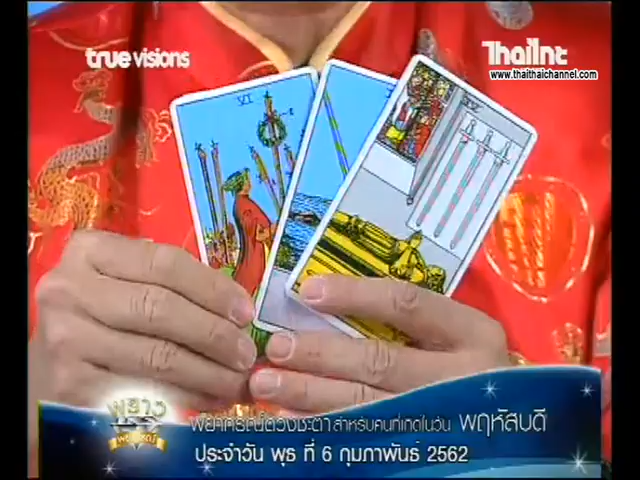 true visions
ThaiInt
www.thaithaichannel.com
VI
IV
พยากรณ์ดวงชะตา สำหรับคนที่เกิดในวัน พฤหัสบดี
ประจำวัน พุธ ที่ 6 กุมภาพันธ์ 2562